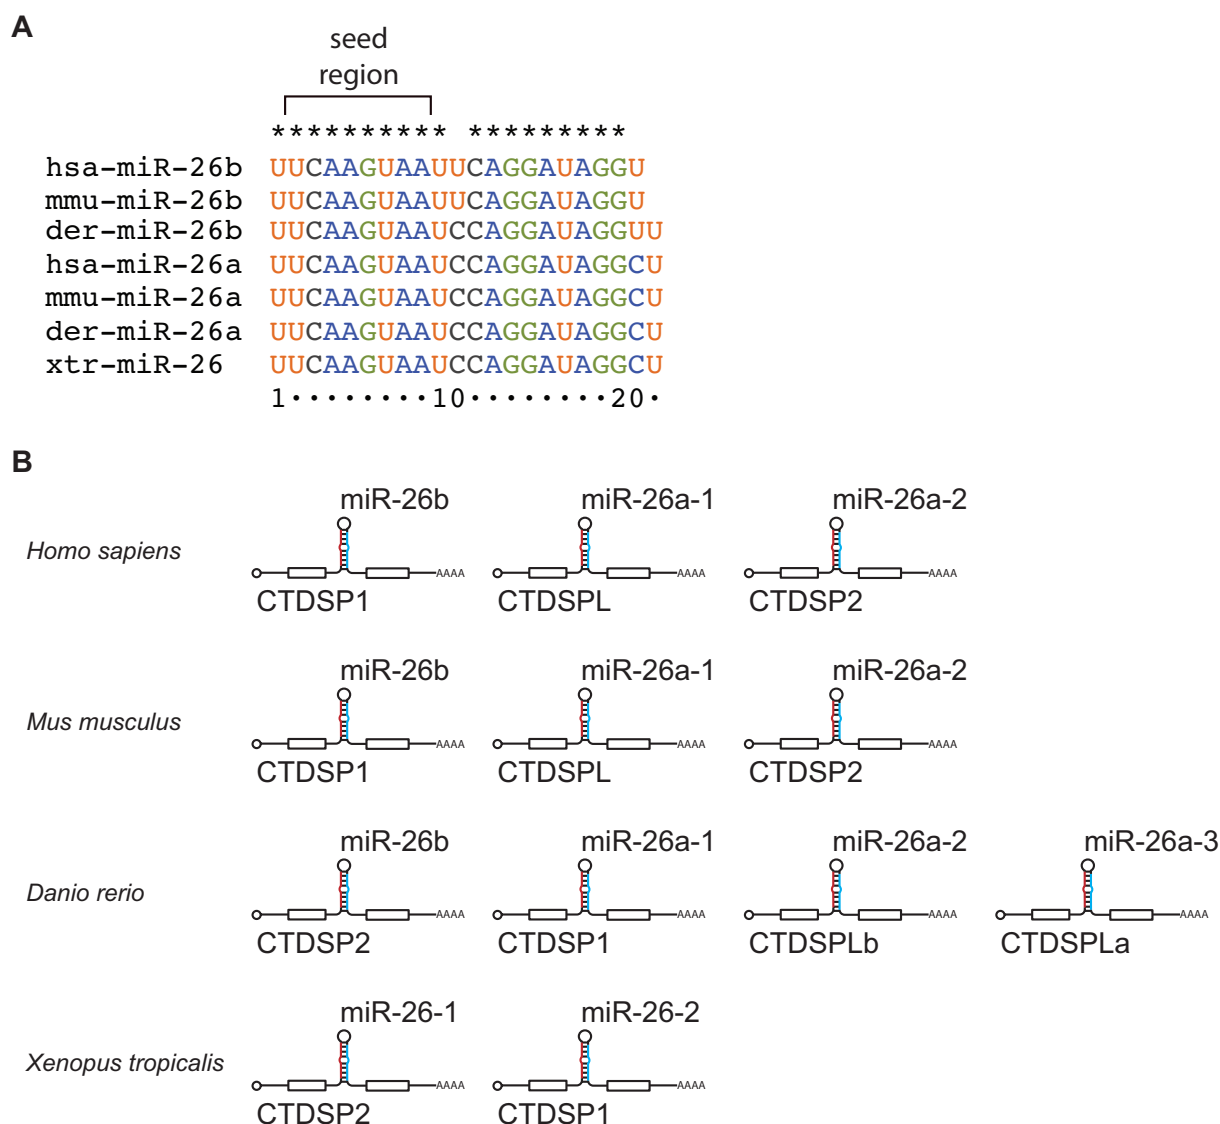 A
seed
region
********** *********
hsa-miR-26b UUCAAGUAAUUCAGGAUAGGU
mmu-miR-26b UUCAAGUAAUUCAGGAUAGGU
der-miR-26b UUCAAGUAAUCCAGGAUAGGUU
hsa-miR-26a UUCAAGUAAUCCAGGAUAGGCU
mmu-miR-26a UUCAAGUAAUCCAGGAUAGGCU
der-miR-26a UUCAAGUAAUCCAGGAUAGGCU
xtr-miR-26 UUCAAGUAAUCCAGGAUAGGCU
1········10········20·
B
miR-26b miR-26a-1 miR-26a-2
Homo sapiens AAAA AAAA AAAA
CTDSP1 CTDSPL CTDSP2
miR-26b miR-26a-1 miR-26a-2
Mus musculus AAAA AAAA AAAA
CTDSP1 CTDSPL CTDSP2
miR-26b miR-26a-1 miR-26a-2 miR-26a-3
Danio rerio AAAA AAAA AAAA AAAA
CTDSP2 CTDSP1 CTDSPLb CTDSPLa
miR-26-1 miR-26-2
Xenopus tropicalis AAAA AAAA
CTDSP2 CTDSP1